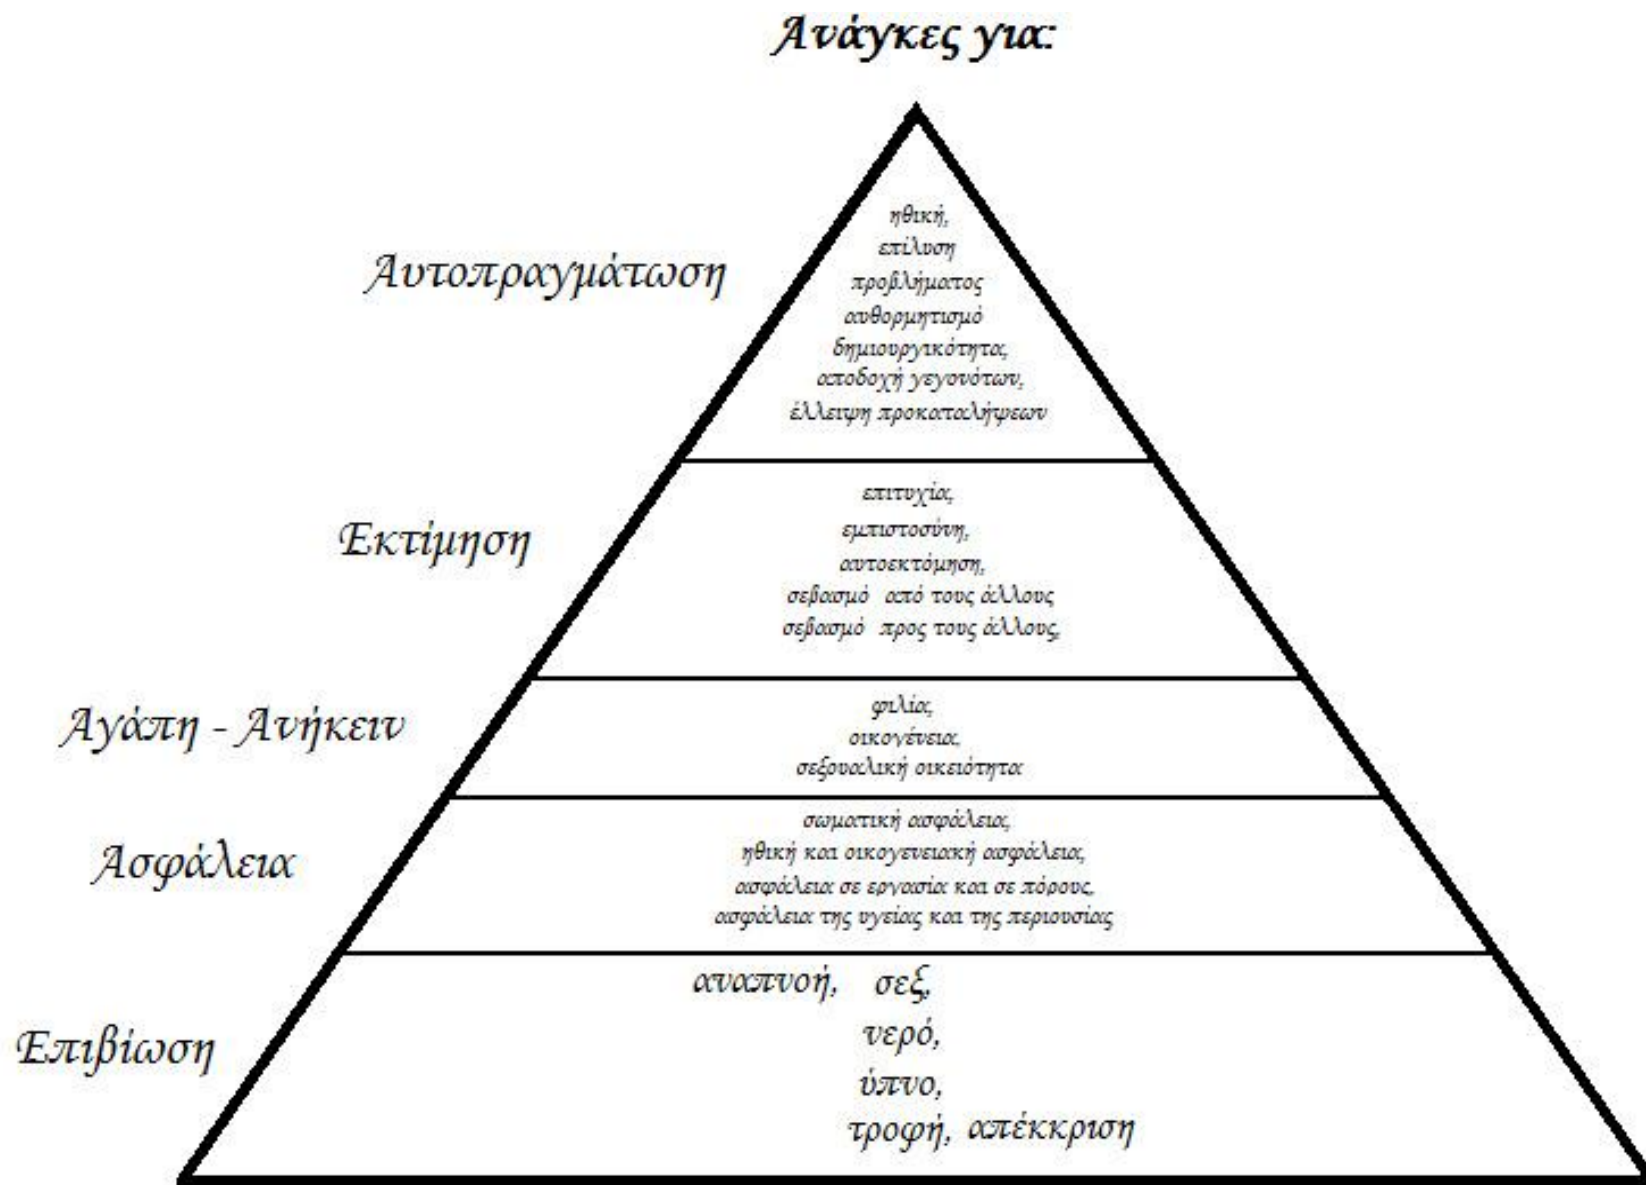 Ανάγκες για:
Αυτοπραγμάτωση
ηθική,
επίλυση
προβλήματος
αυθορμητισμό
δημιουργικότητα,
αποδοχή γεγονότων,
έλλειψη προκαταλήψεων
Εκτίμηση
επιτυχία,
εμπιστοσύνη,
αυτοεκτόμηση,
σεβασμό από τους άλλους
σεβασμό προς τους άλλους,
Αγάπη - Ανήκειν
φιλία,
οικογένεια,
σεξουαλική οικειότητα
Ασφάλεια
σωματική ασφάλεια,
ηθική και οικογενειακή ασφάλεια,
ασφάλεια σε εργασία και σε πόρους,
ασφάλεια της υγείας και της περιουσίας
Επιβίωση
αναπνοή, σεξ,
νερό,
ύπνο,
τροφή, απέκκριση